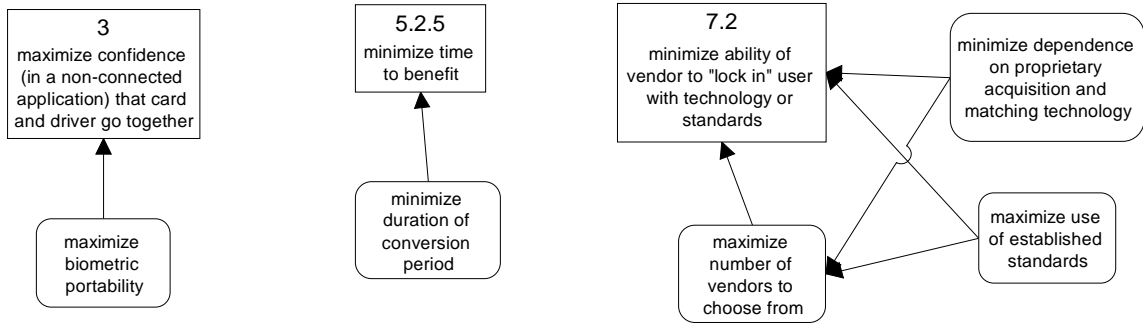 3
maximize confidence
(in a non-connected
application) that card
and driver go together
5.2.5
minimize time
to benefit
7.2
minimize ability of
vendor to "lock in" user
with technology or
standards
minimize dependence
on proprietary
acquisition and
matching technology
maximize
biometric
portability
minimize
duration of
conversion
period
maximize
number of
vendors to
choose from
maximize use
of established
standards